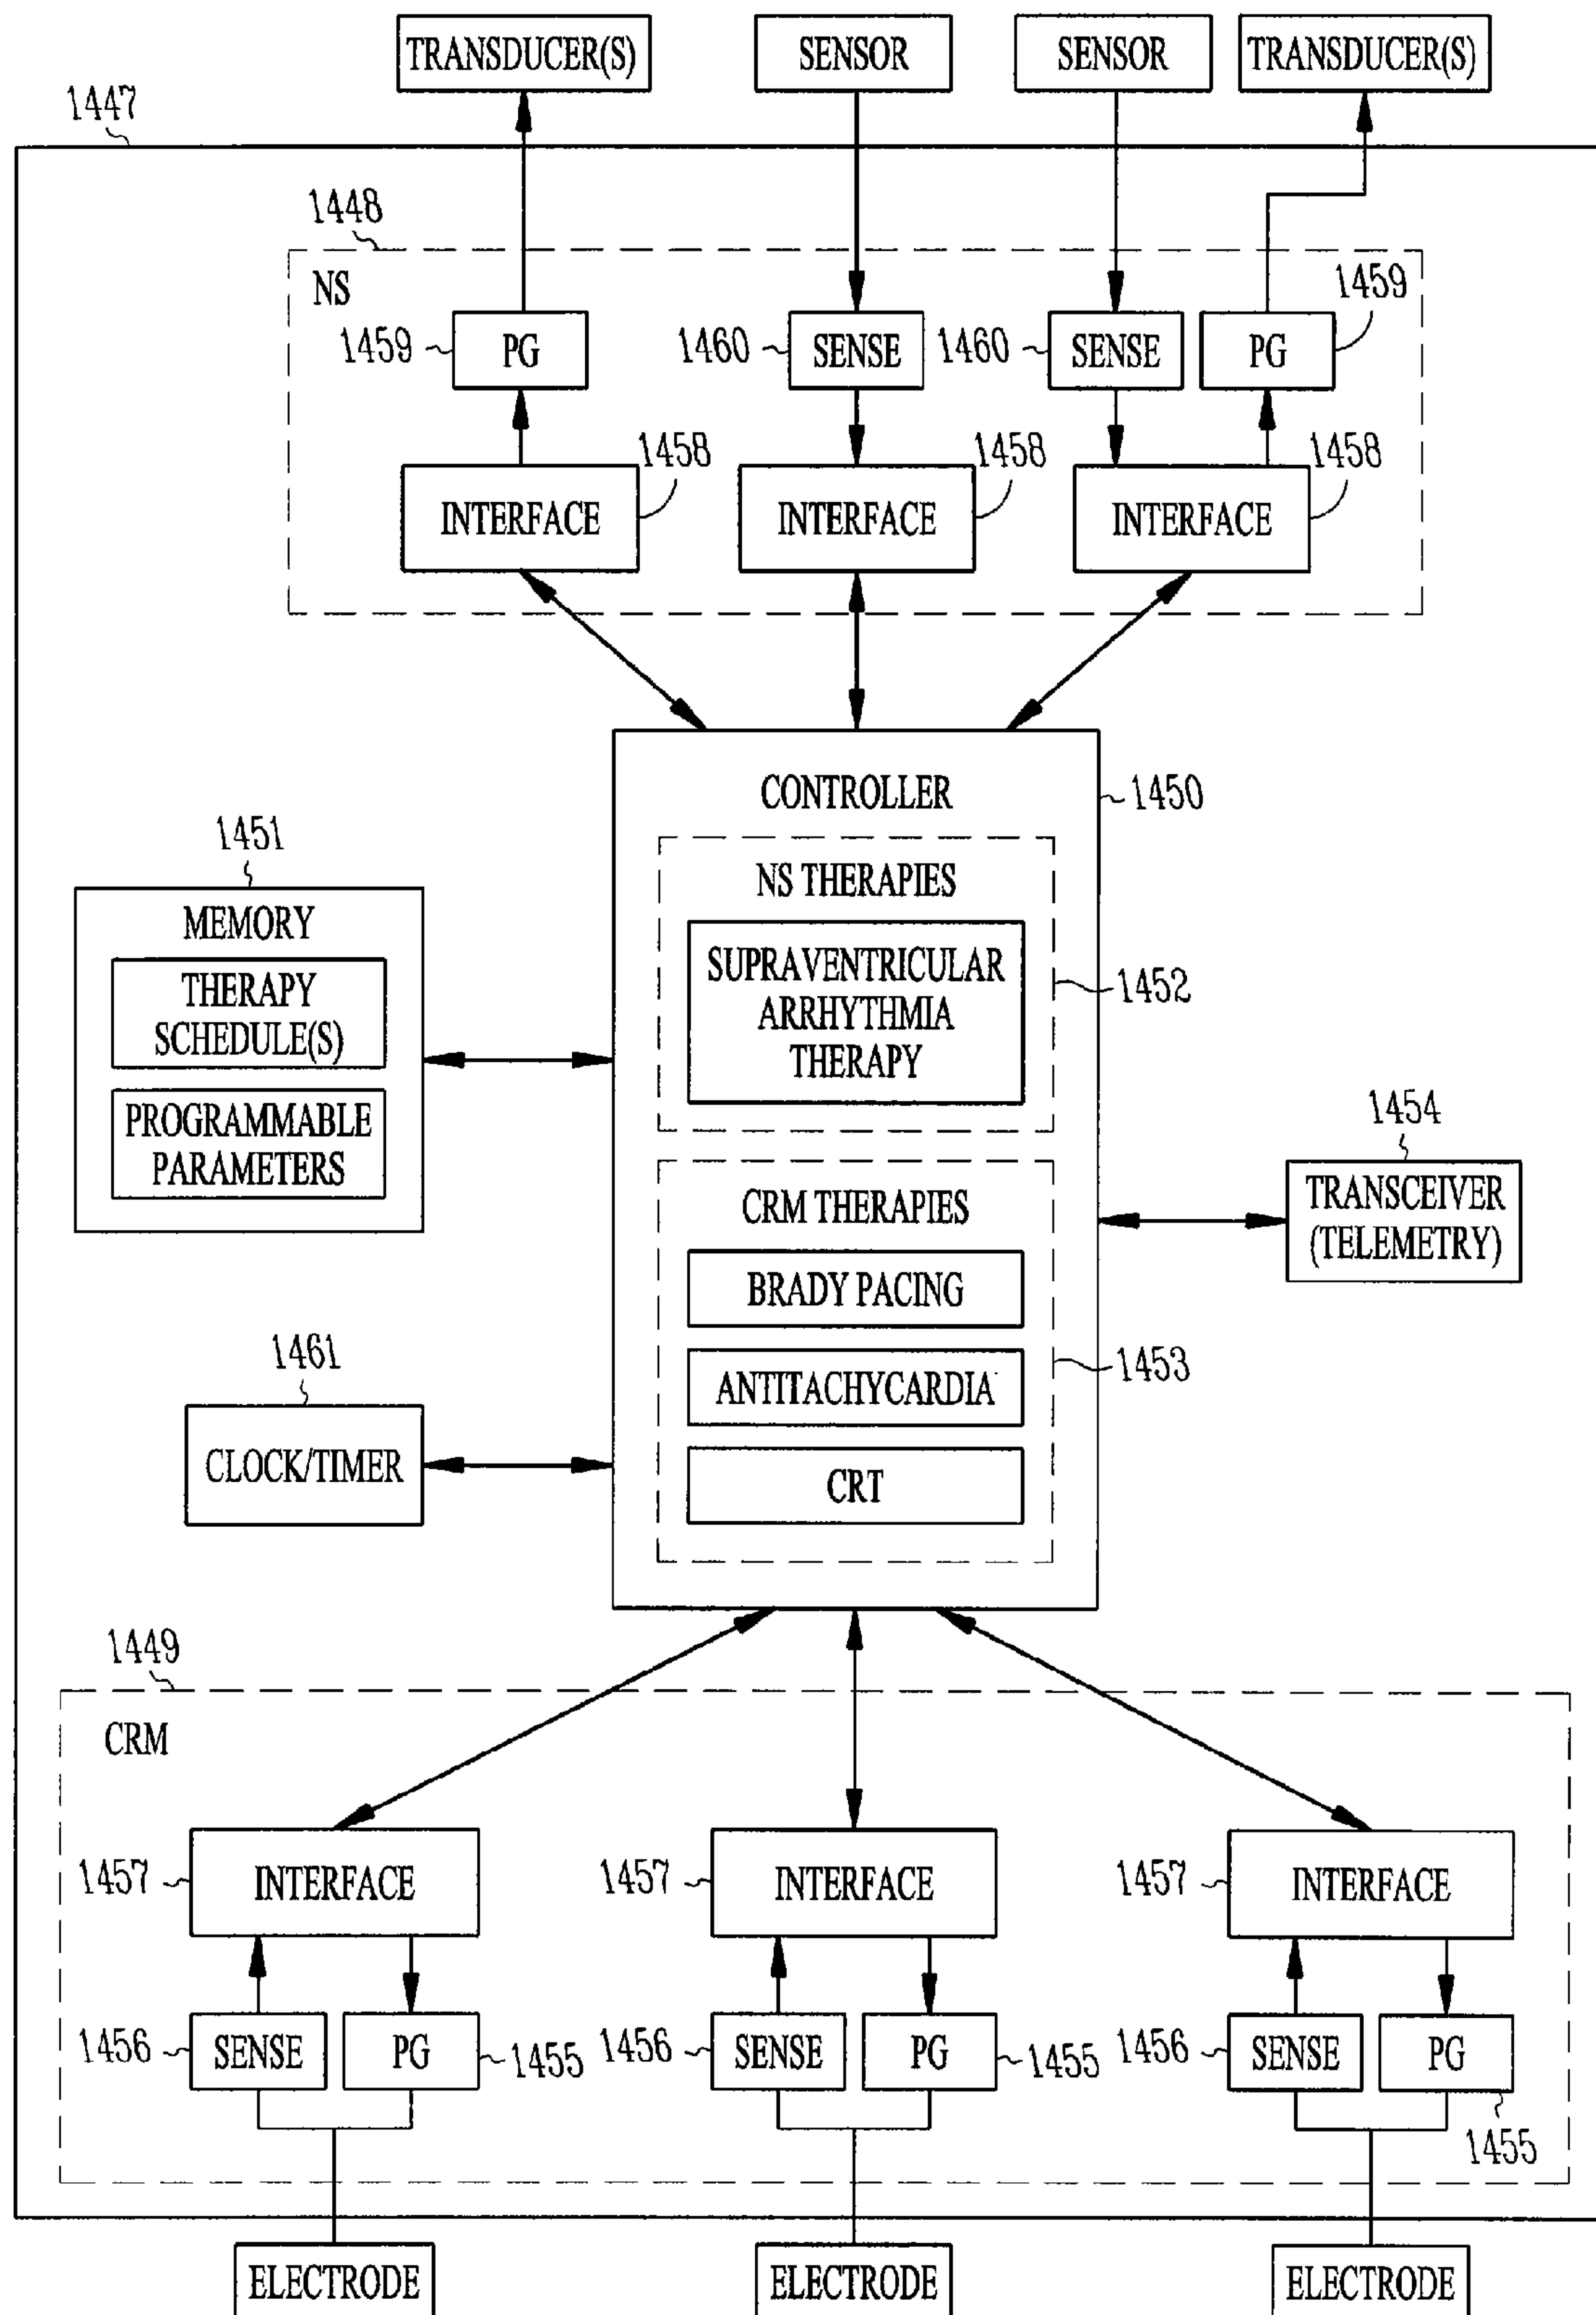 TRANSDUCER(S)
SENSOR
SENSOR
TRANSDUCER(S)
1447
1448
NS
1459
PG
1460
SENSE
1460
SENSE
PG
1459
INTERFACE
1458
INTERFACE
1458
INTERFACE
1458
CONTROLLER
1450
NS THERAPIES
SUPRAVENTRICULAR
ARRHYTHMIA
THERAPY
1452
1451
MEMORY
THERAPY
SCHEDULE(S)
PROGRAMMABLE
PARAMETERS
1454
TRANSCEIVER
(TELEMETRY)
CRM THERAPIES
BRADY PACING
ANTITACHYCARDIA
CRT
1453
1461
CLOCK/TIMER
1449
CRM
1457
INTERFACE
1457
INTERFACE
1457
INTERFACE
1456
SENSE
PG
1455
1456
SENSE
PG
1455
1456
SENSE
PG
1455
ELECTRODE
ELECTRODE
ELECTRODE